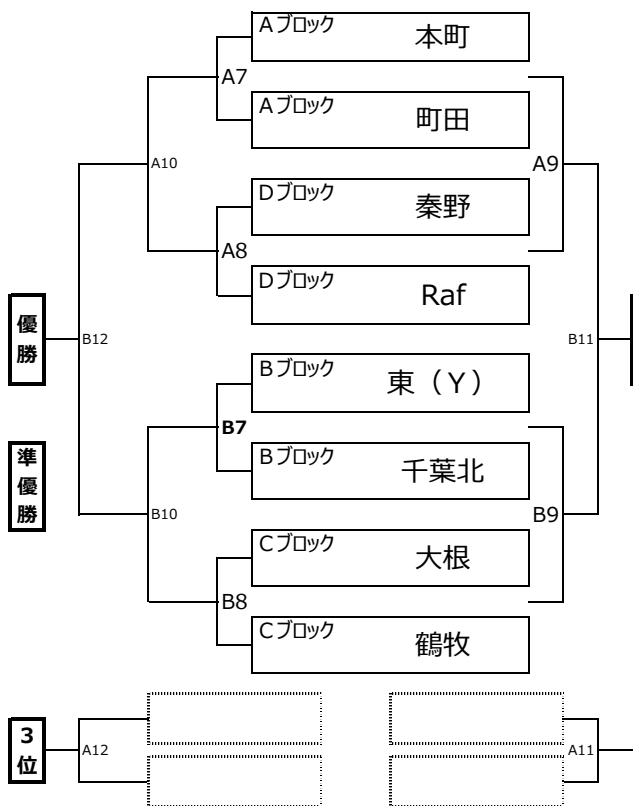 Aブロック 本町
A7
Aブロック 町田
A10
A9
Dブロック 秦野
A8
Dブロック Raf
優勝
B12
B11
Bブロック 東（Y）
B7
Bブロック 千葉北
準優勝
B10
B9
Cブロック 大根
B8
Cブロック 鶴牧
3位
A12
A11